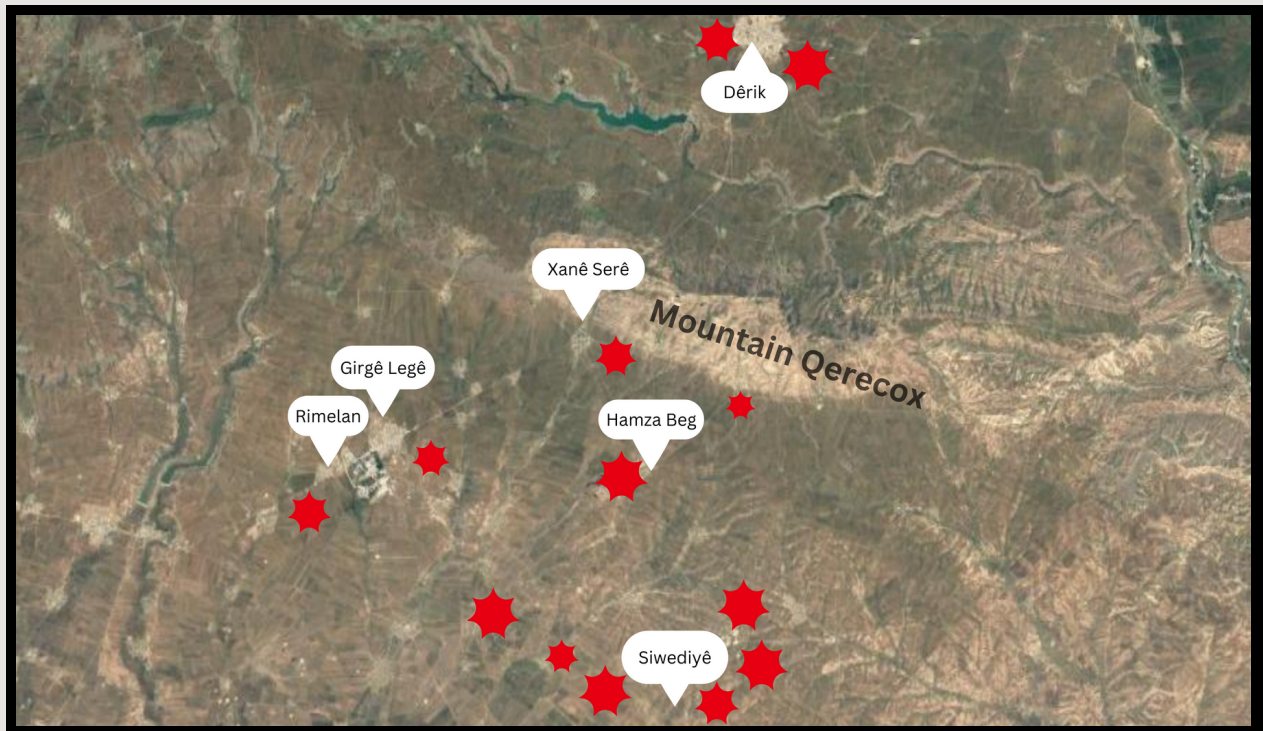 Dêrik
Xanê Serê
Mountain Qerecox
Girgê Legê
Rimelan
Hamza Beg
Siwediyê